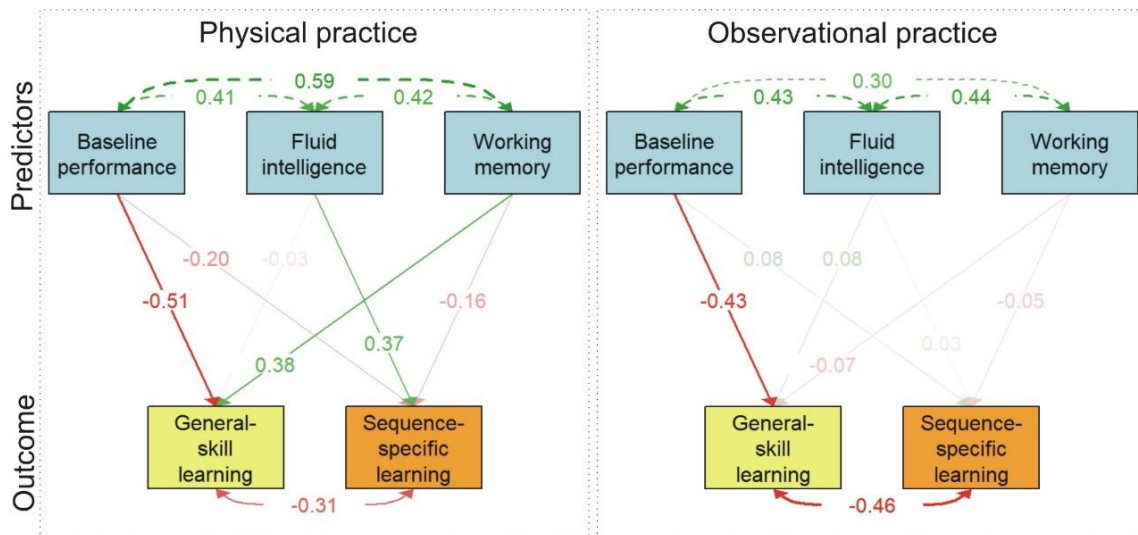 Physical practice
Predictors
0.59
0.41
0.42
Baseline
performance
Fluid
intelligence
Working
memory
-0.20
-0.03
-0.51
-0.16
0.38
0.37
Outcome
General-
skill
learning
Sequence-
specific
learning
-0.31
Observational practice
0.30
0.43
0.44
Baseline
performance
Fluid
intelligence
Working
memory
0.08
0.08
-0.43
-0.05
-0.07
0.03
General-
skill
learning
Sequence-
specific
learning
-0.46